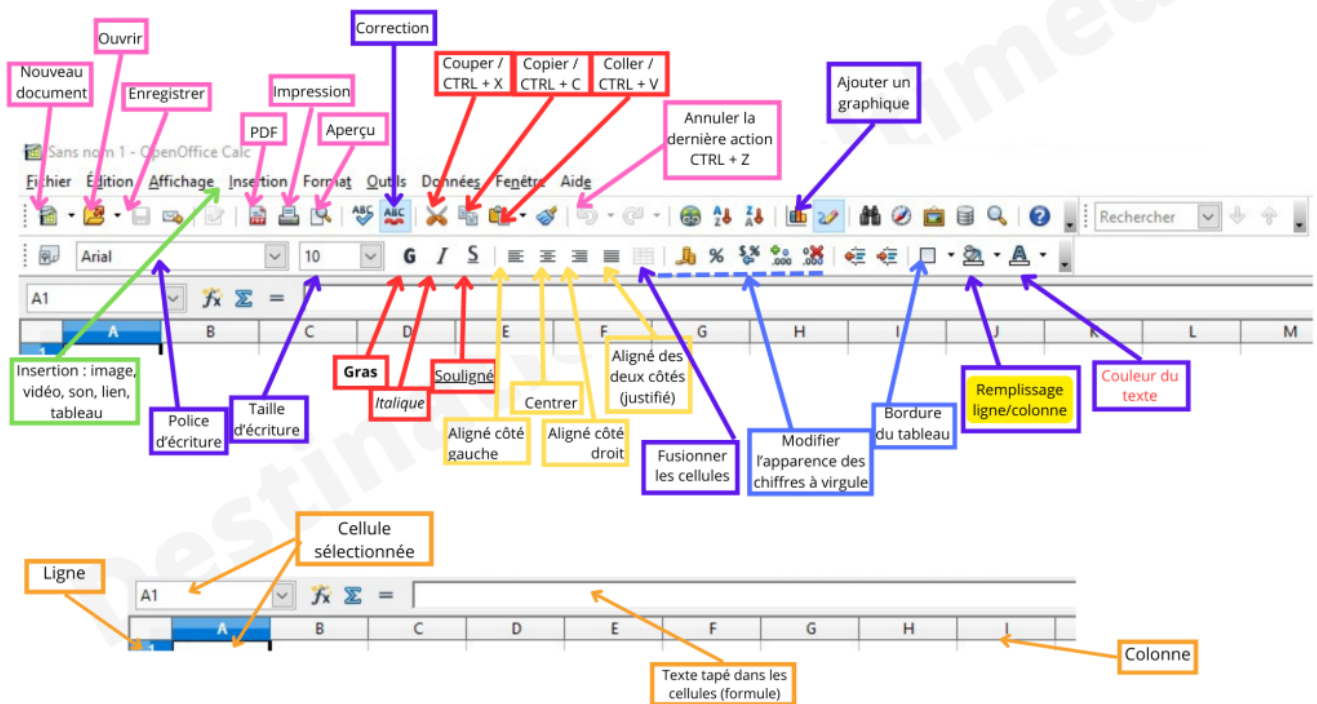 Ouvrir
Correction
Nouveau
document
Enregistrer
PDF
Impression
Aperçu
Couper /
CTRL + X
Copier /
CTRL + C
Coller /
CTRL + V
Annuler la
dernière action
CTRL + Z
Ajouter un
graphique
Sans nom 1 - OpenOffice Calc
Fichier Édition Affichage Insertion Format Outils Données Fenêtre Aide
ABC ABC Rechercher
Arial 10 G I S
A1
A B C D E F G H I J K L M
1
Insertion : image,
vidéo, son, lien,
tableau
Police
d'écriture
Taille
d'écriture
Gras
Italique
Souligné
Aligné côté
gauche
Centrer
Aligné côté
droit
Aligné des
deux côtés
(justifié)
Fusionner
les cellules
Modifier
l'apparence des
chiffres à virgule
Bordure
du tableau
Remplissage
ligne/colonne
Couleur du
texte
Cellule
sélectionnée
Ligne
A1
A B C D E F G H I
1
Texte tapé dans les
cellules (formule)
Colonne